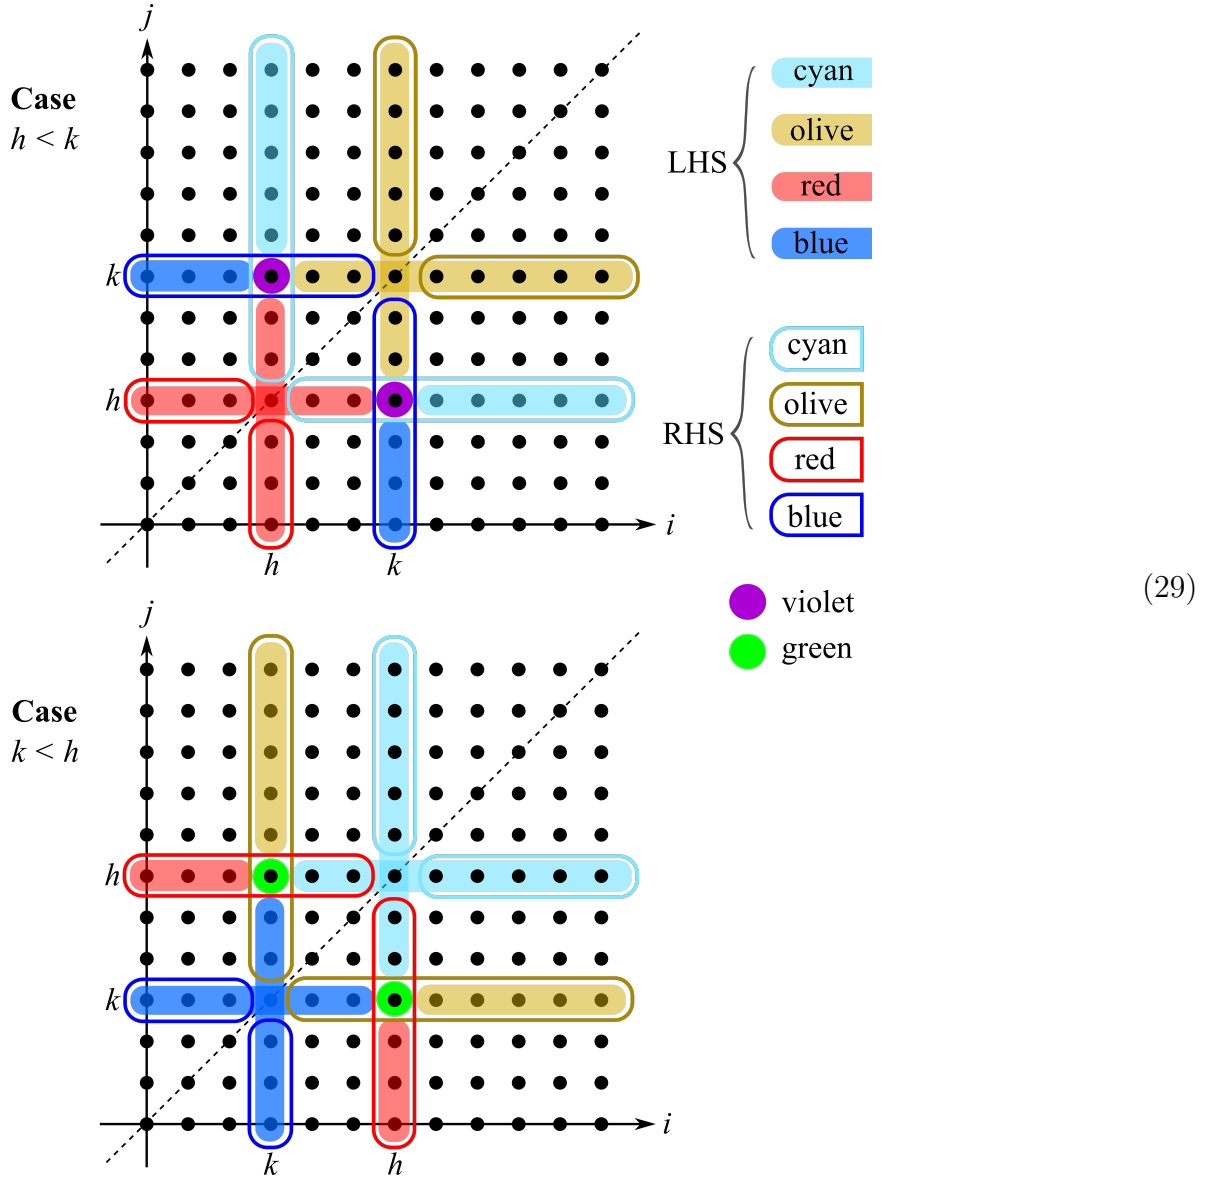 j
Case
h < k
k
h
h
k
i
LHS
cyan
olive
red
blue
RHS
cyan
olive
red
blue
violet
green
(29)
j
Case
k < h
h
k
k
h
i